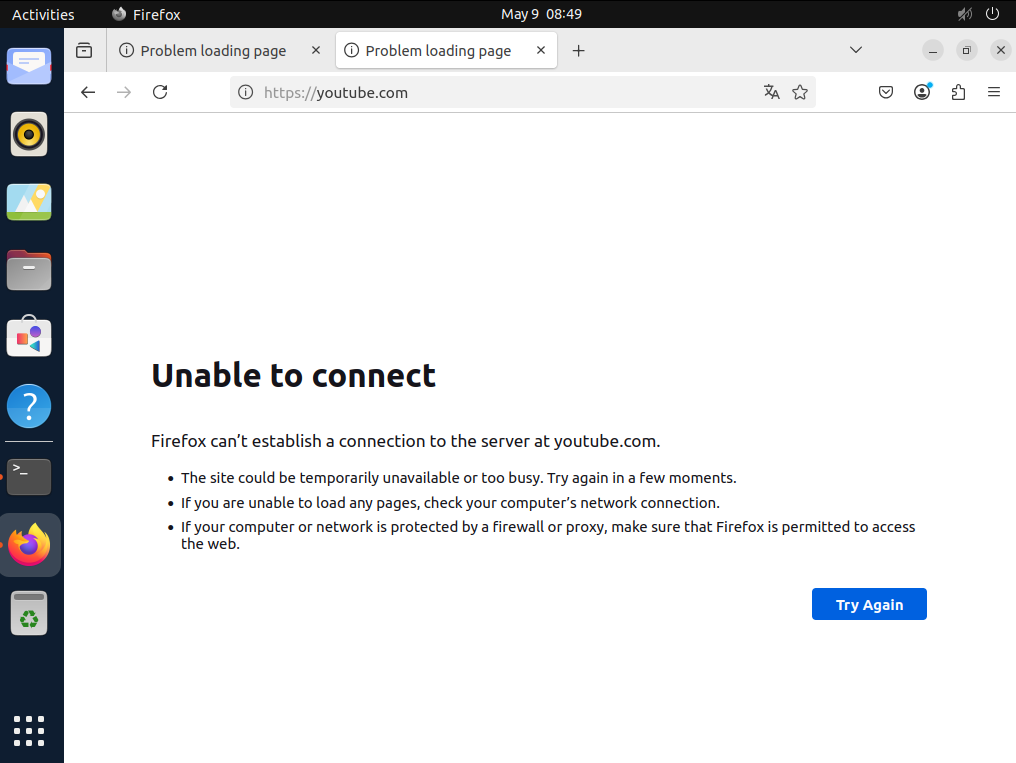 Activities
Firefox
May 9 08:49
Problem loading page
Problem loading page
https://youtube.com
Unable to connect
Firefox can’t establish a connection to the server at youtube.com.
• The site could be temporarily unavailable or too busy. Try again in a few moments.
• If you are unable to load any pages, check your computer’s network connection.
• If your computer or network is protected by a firewall or proxy, make sure that Firefox is permitted to access
the web.
Try Again